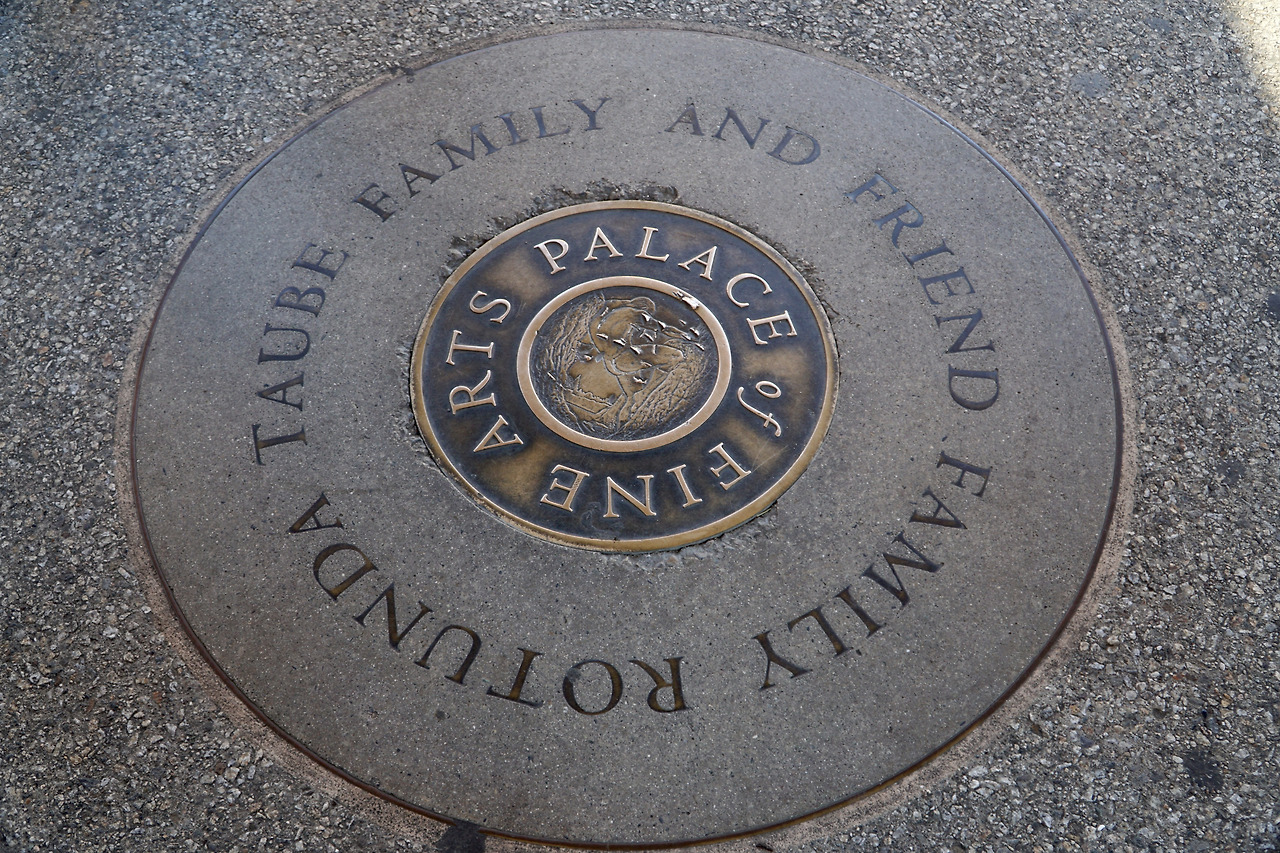 TAUBE FAMILY AND FRIEND FAMILY ROTUNDA
PALACE of FINE ARTS